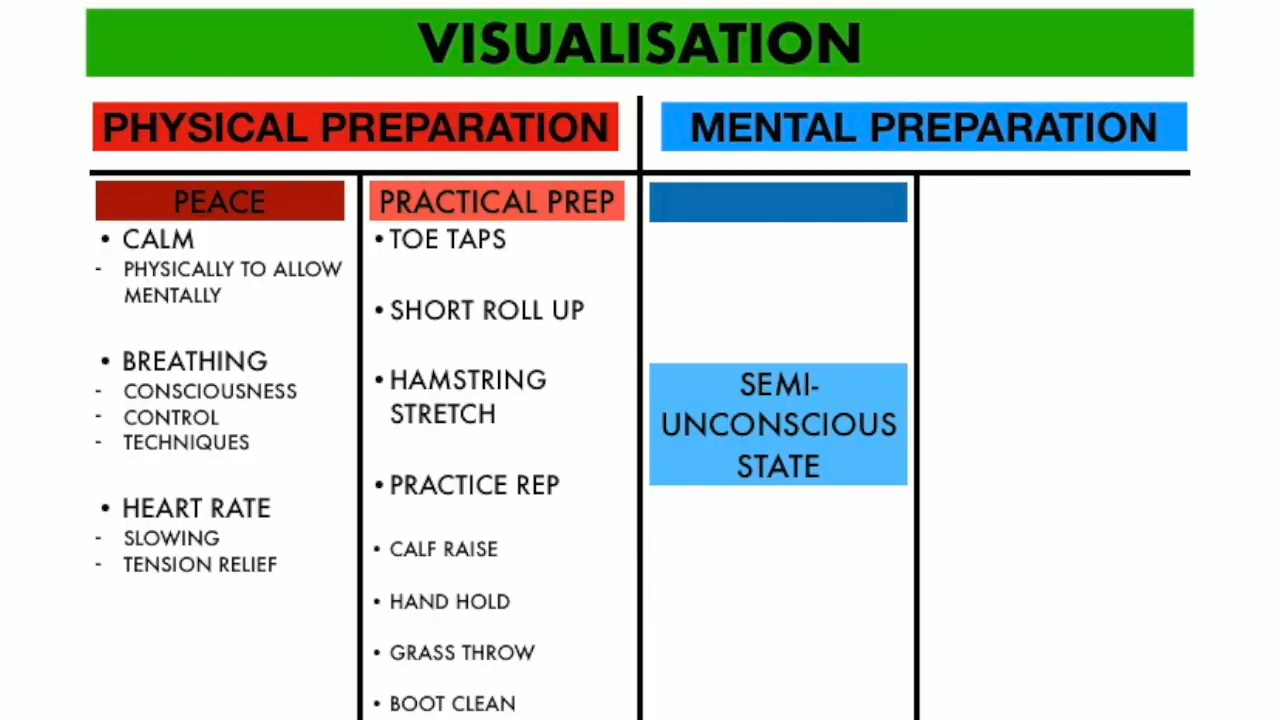 VISUALISATION
PHYSICAL PREPARATION
MENTAL PREPARATION
PEACE
• CALM
- PHYSICALLY TO ALLOW
MENTALLY
• BREATHING
- CONSCIOUSNESS
- CONTROL
- TECHNIQUES
• HEART RATE
- SLOWING
- TENSION RELIEF
PRACTICAL PREP
• TOE TAPS
• SHORT ROLL UP
• HAMSTRING
STRETCH
• PRACTICE REP
• CALF RAISE
• HAND HOLD
• GRASS THROW
• BOOT CLEAN
SEMI-
UNCONSCIOUS
STATE